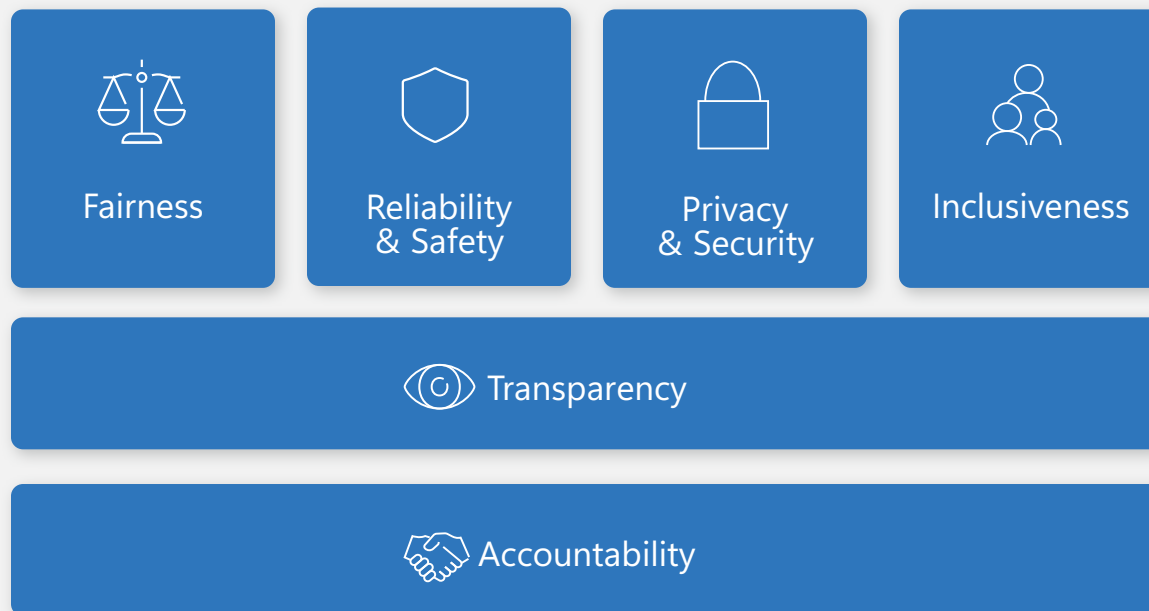 Fairness
Reliability
& Safety
Privacy
& Security
Inclusiveness
Transparency
Accountability